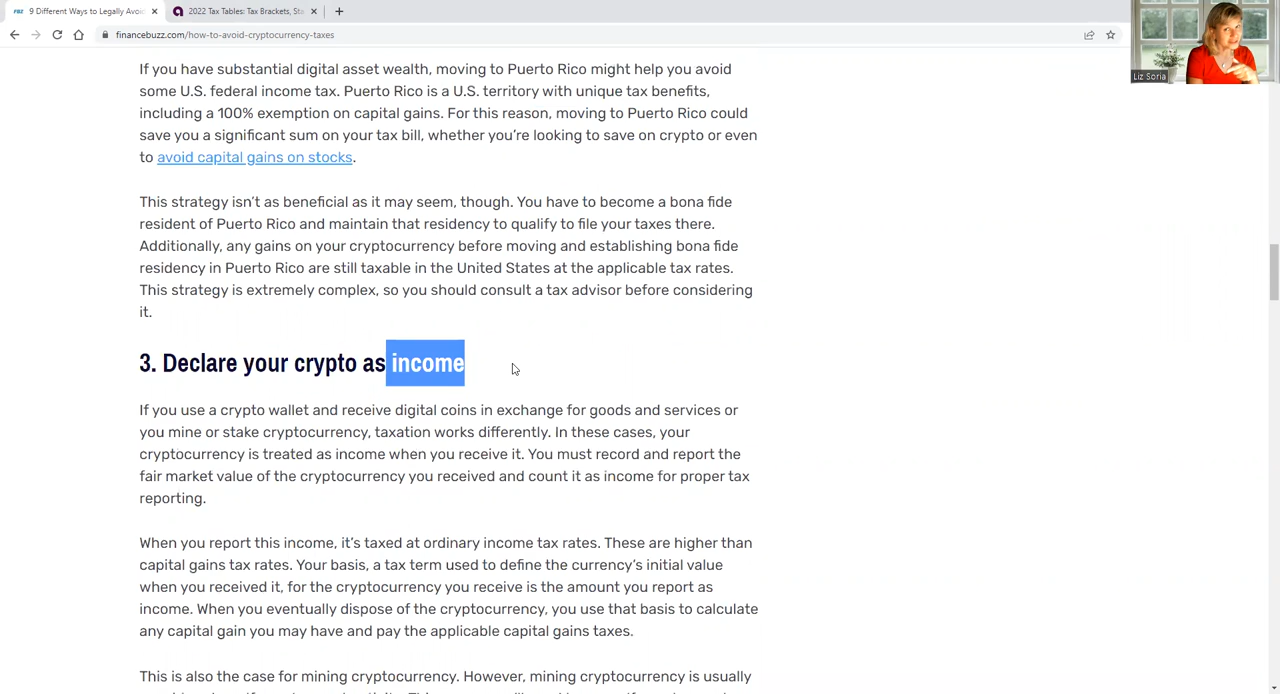 9 Different Ways to Legally Avoi
2022 Tax Tables: Tax Brackets, Sta
financebuzz.com/how-to-avoid-cryptocurrency-taxes
Liz Soria
If you have substantial digital asset wealth, moving to Puerto Rico might help you avoid
some U.S. federal income tax. Puerto Rico is a U.S. territory with unique tax benefits,
including a 100% exemption on capital gains. For this reason, moving to Puerto Rico could
save you a significant sum on your tax bill, whether you’re looking to save on crypto or even
to avoid capital gains on stocks.
This strategy isn’t as beneficial as it may seem, though. You have to become a bona fide
resident of Puerto Rico and maintain that residency to qualify to file your taxes there.
Additionally, any gains on your cryptocurrency before moving and establishing bona fide
residency in Puerto Rico are still taxable in the United States at the applicable tax rates.
This strategy is extremely complex, so you should consult a tax advisor before considering
it.
3. Declare your crypto as income
If you use a crypto wallet and receive digital coins in exchange for goods and services or
you mine or stake cryptocurrency, taxation works differently. In these cases, your
cryptocurrency is treated as income when you receive it. You must record and report the
fair market value of the cryptocurrency you received and count it as income for proper tax
reporting.
When you report this income, it’s taxed at ordinary income tax rates. These are higher than
capital gains tax rates. Your basis, a tax term used to define the currency’s initial value
when you received it, for the cryptocurrency you receive is the amount you report as
income. When you eventually dispose of the cryptocurrency, you use that basis to calculate
any capital gain you may have and pay the applicable capital gains taxes.
This is also the case for mining cryptocurrency. However, mining cryptocurrency is usually